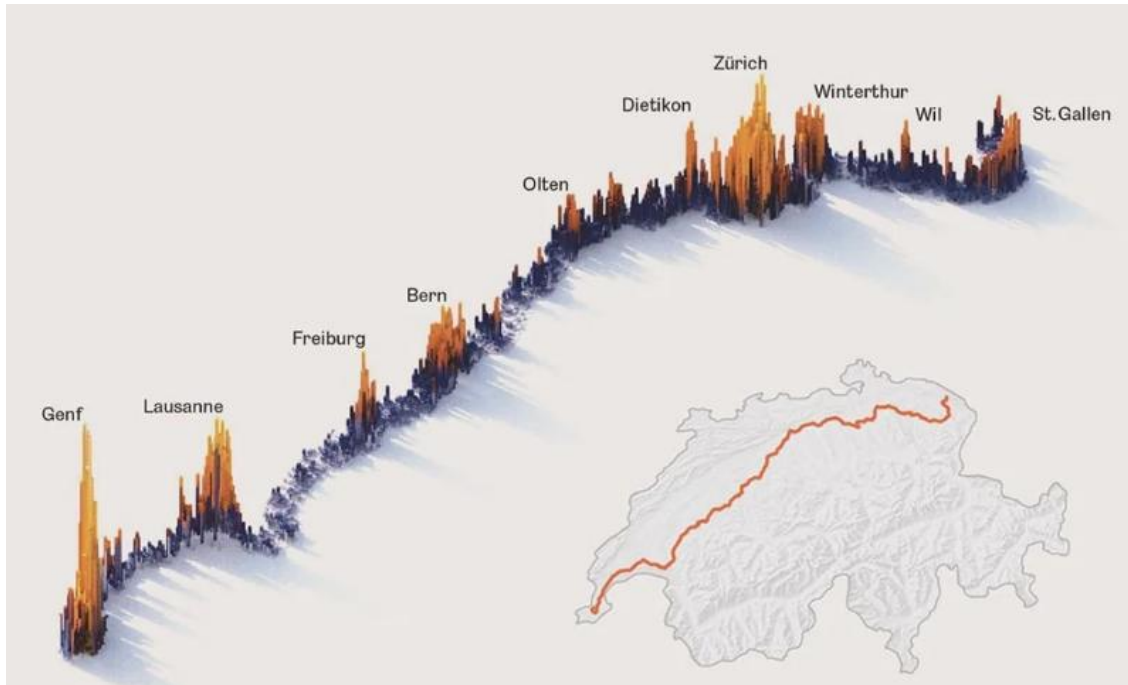 Zürich
Winterthur
Dietikon
Wil
St. Gallen
Olten
Bern
Freiburg
Lausanne
Genf